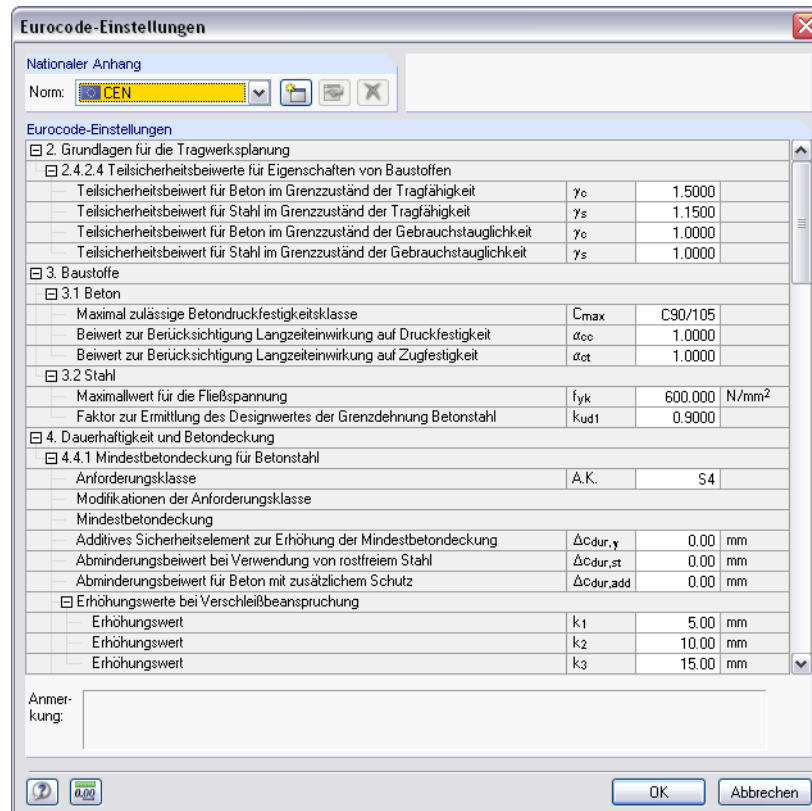 Eurocode-Einstellungen
Nationaler Anhang
Norm: CEN
Eurocode-Einstellungen
2. Grundlagen für die Tragwerksplanung
2.4.2.4 Teilsicherheitsbeiwerte für Eigenschaften von Baustoffen
Teilsicherheitsbeiwert für Beton im Grenzzuständ der Tragfähigkeit γc 1.5000
Teilsicherheitsbeiwert für Stahl im Grenzzuständ der Tragfähigkeit γs 1.1500
Teilsicherheitsbeiwert für Beton im Grenzzuständ der Gebrauchstauglichkeit γc 1.0000
Teilsicherheitsbeiwert für Stahl im Grenzzuständ der Gebrauchstauglichkeit γs 1.0000
3. Baustoffe
3.1 Beton
Maximal zulässige Betondruckfestigkeitsklasse Cmax C90/105
Beiwert zur Berücksichtigung Langzeiteinwirkung auf Druckfestigkeit αcc 1.0000
Beiwert zur Berücksichtigung Langzeiteinwirkung auf Zugfestigkeit αct 1.0000
3.2 Stahl
Maximallwert für die Fließspannung fyk 600.000 N/mm²
Faktor zur Ermittlung des Designwertes der Grenzdehnung Betonstahl kud1 0.9000
4. Dauerhaftigkeit und Betondeckung
4.4.1 Mindestbetondeckung für Betonstahl
Anforderungsklasse A.K. S4
Modifikationen der Anforderungsklasse
Mindestbetondeckung
Additives Sicherheitselement zur Erhöhung der Mindestbetondeckung Δcdur,γ 0.00 mm
Abminderungsbeiwert bei Verwendung von rostfreiem Stahl Δcdur,st 0.00 mm
Abminderungsbeiwert für Beton mit zusätzlichem Schutz Δcdur,add 0.00 mm
Erhöhungswerte bei Verschleißbeanspruchung
Erhöhungswert k1 5.00 mm
Erhöhungswert k2 10.00 mm
Erhöhungswert k3 15.00 mm
Anmer-
kung:
0.00
OK Abbrechen